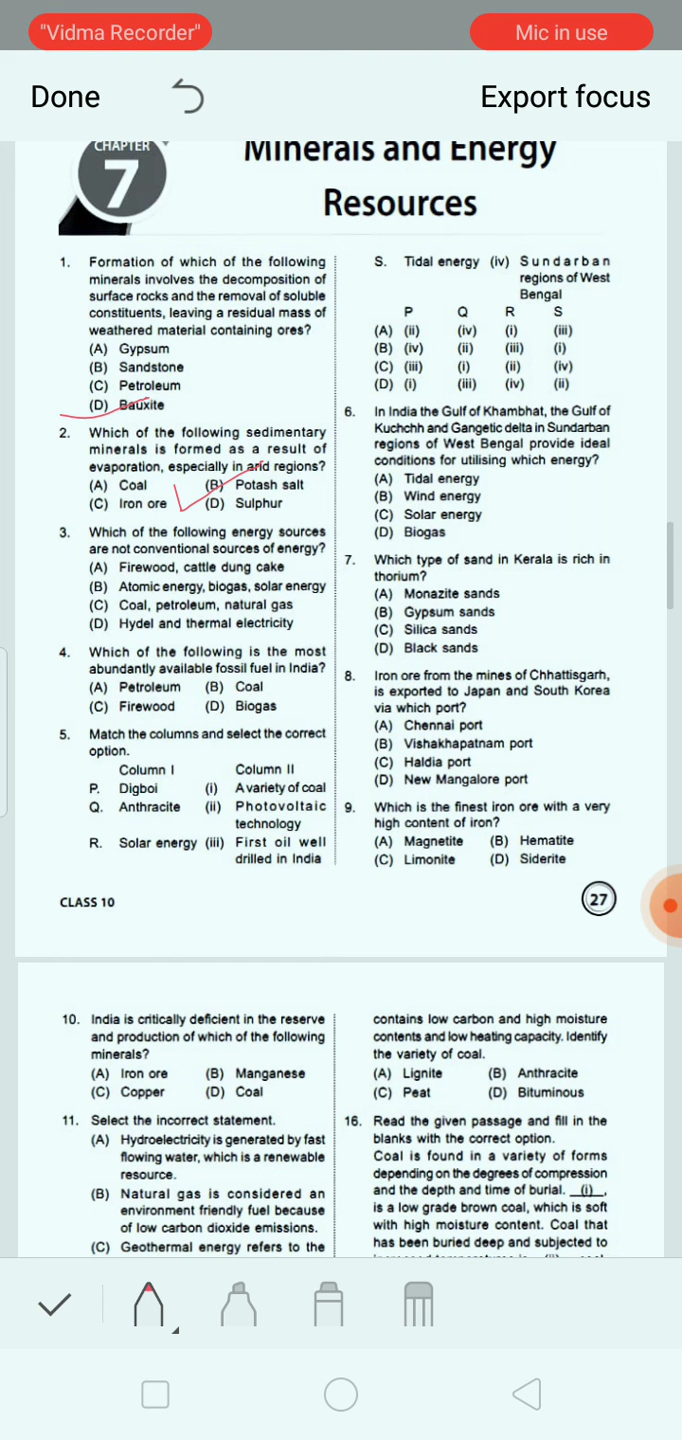 "Vidma Recorder"
Mic in use
Done
Export focus
CHAPTER
7
Minerals and Energy
Resources
1. Formation of which of the following
minerals involves the decomposition of
surface rocks and the removal of soluble
constituents, leaving a residual mass of
weathered material containing ores?
(A) Gypsum
(B) Sandstone
(C) Petroleum
(D) Bauxite
2. Which of the following sedimentary
minerals is formed as a result of
evaporation, especially in arid regions?
(A) Coal (B) Potash salt
(C) Iron ore (D) Sulphur
3. Which of the following energy sources
are not conventional sources of energy?
(A) Firewood, cattle dung cake
(B) Atomic energy, biogas, solar energy
(C) Coal, petroleum, natural gas
(D) Hydel and thermal electricity
4. Which of the following is the most
abundantly available fossil fuel in India?
(A) Petroleum (B) Coal
(C) Firewood (D) Biogas
5. Match the columns and select the correct
option.
Column I Column II
P. Digboi (i) A variety of coal
Q. Anthracite (ii) Photovoltaic
technology
R. Solar energy (iii) First oil well
drilled in India
S. Tidal energy (iv) Sundarban
regions of West
Bengal
P Q R S
(A) (ii) (iv) (i) (iii)
(B) (iv) (ii) (iii) (i)
(C) (iii) (i) (ii) (iv)
(D) (i) (iii) (iv) (ii)
6. In India the Gulf of Khambhat, the Gulf of
Kuchchh and Gangetic delta in Sundarban
regions of West Bengal provide ideal
conditions for utilising which energy?
(A) Tidal energy
(B) Wind energy
(C) Solar energy
(D) Biogas
7. Which type of sand in Kerala is rich in
thorium?
(A) Monazite sands
(B) Gypsum sands
(C) Silica sands
(D) Black sands
8. Iron ore from the mines of Chhattisgarh,
is exported to Japan and South Korea
via which port?
(A) Chennai port
(B) Vishakhapatnam port
(C) Haldia port
(D) New Mangalore port
9. Which is the finest iron ore with a very
high content of iron?
(A) Magnetite (B) Hematite
(C) Limonite (D) Siderite
CLASS 10
27
10. India is critically deficient in the reserve
and production of which of the following
minerals?
(A) Iron ore (B) Manganese
(C) Copper (D) Coal
11. Select the incorrect statement.
(A) Hydroelectricity is generated by fast
flowing water, which is a renewable
resource.
(B) Natural gas is considered an
environment friendly fuel because
of low carbon dioxide emissions.
(C) Geothermal energy refers to the
contains low carbon and high moisture
contents and low heating capacity. Identify
the variety of coal.
(A) Lignite (B) Anthracite
(C) Peat (D) Bituminous
16. Read the given passage and fill in the
blanks with the correct option.
Coal is found in a variety of forms
depending on the degrees of compression
and the depth and time of burial. __(i)__,
is a low grade brown coal, which is soft
with high moisture content. Coal that
has been buried deep and subjected to